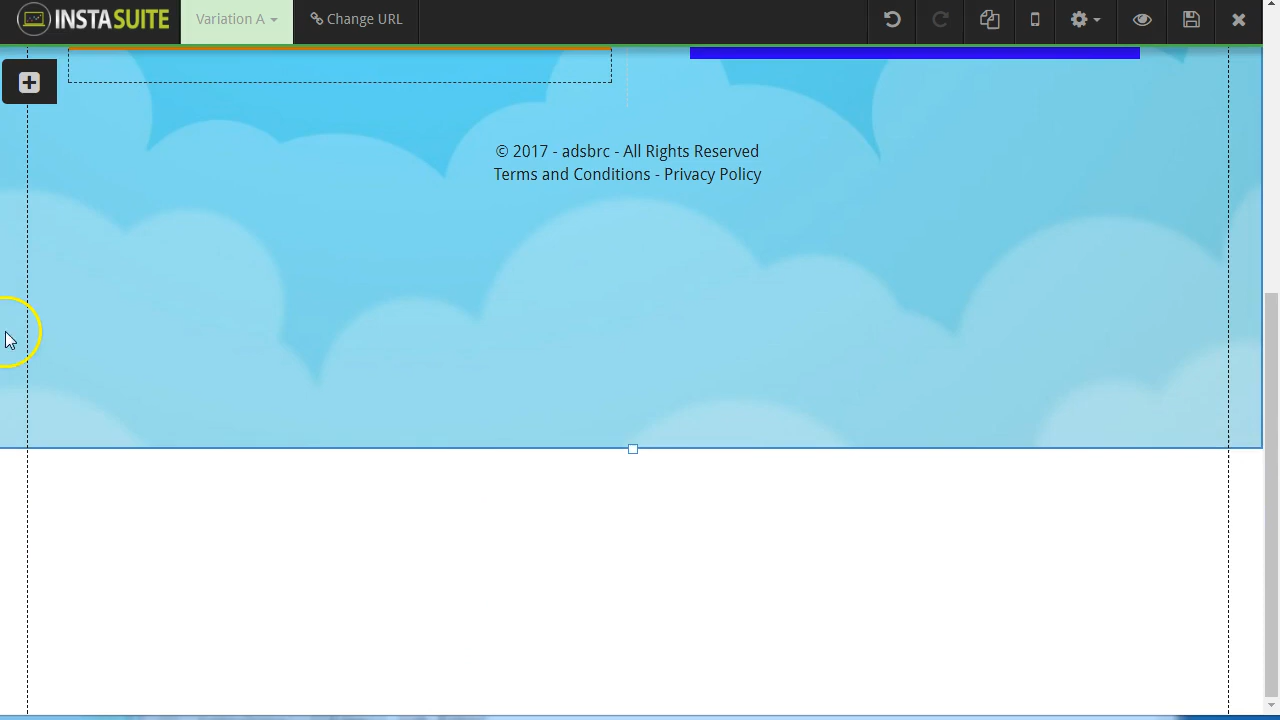 INSTASUITE Variation A Change URL
© 2017 - adsbrc - All Rights Reserved
Terms and Conditions - Privacy Policy